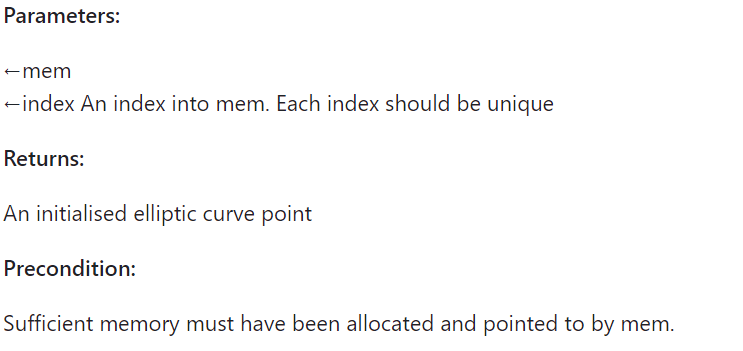 Parameters:
←mem
←index An index into mem. Each index should be unique
Returns:
An initialised elliptic curve point
Precondition:
Sufficient memory must have been allocated and pointed to by mem.